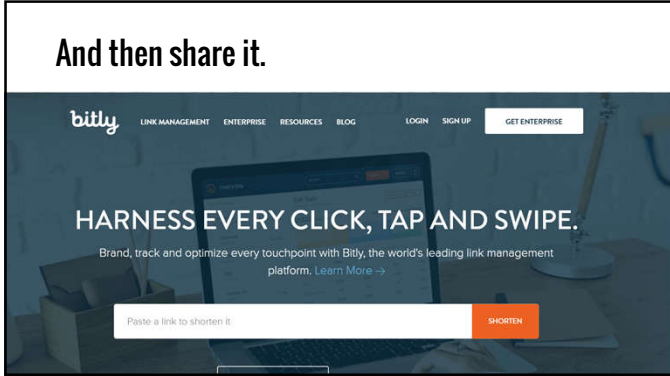 And then share it.
bitly LINK MANAGEMENT ENTERPRISE RESOURCES BLOG LOGIN SIGN UP GET ENTERPRISE
HARNESS EVERY CLICK, TAP AND SWIPE.
Brand, track and optimize every touchpoint with Bitly, the world's leading link management
platform. Learn More →
Paste a link to shorten it SHORTEN